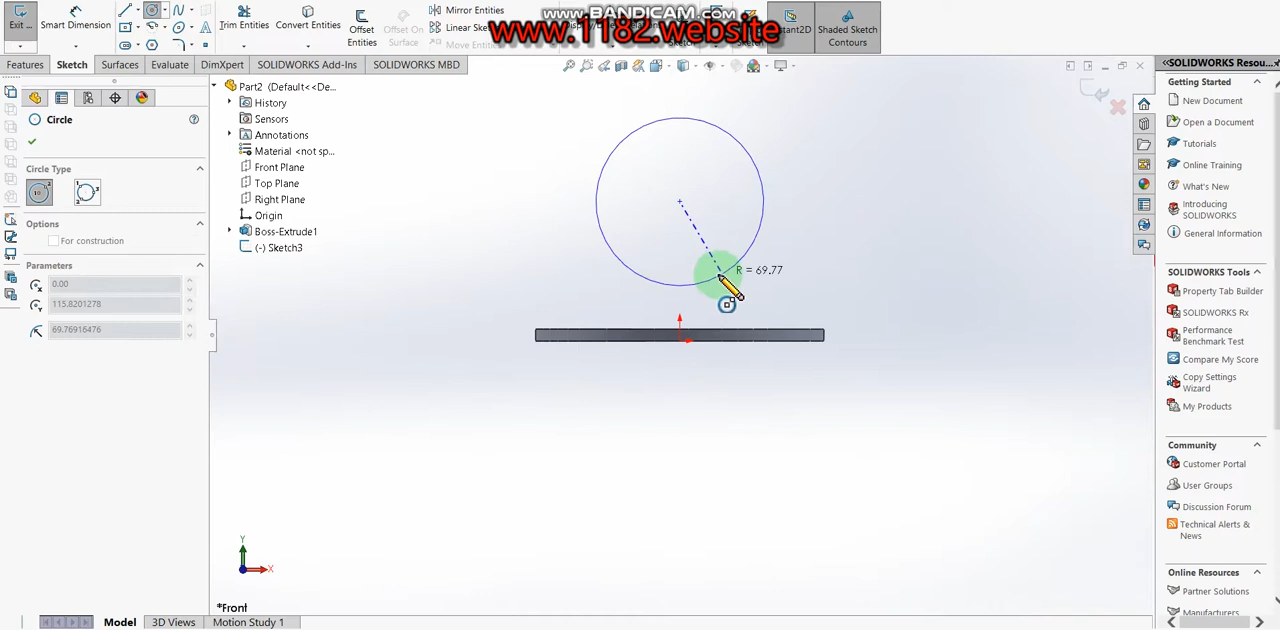 www.BANDICAM.com
www.1182.website
Exit ...
Smart Dimension
Trim Entities
Convert Entities
Offset
Entities
Offset On
Surface
Mirror Entities
Linear Sketch
Move Entities
Sketch
Instant2D
Shaded Sketch
Contours
Features
Sketch
Surfaces
Evaluate
DimXpert
SOLIDWORKS Add-Ins
SOLIDWORKS MBD
Circle
Circle Type
Options
For construction
Parameters
0.00
115.8201278
69.76916476
Part2 (Default<<De...
History
Sensors
Annotations
Material <not sp...
Front Plane
Top Plane
Right Plane
Origin
Boss-Extrude1
(-) Sketch3
R = 69.77
Y
X
*Front
Model
3D Views
Motion Study 1
SOLIDWORKS Resou...
Getting Started
New Document
Open a Document
Tutorials
Online Training
What's New
Introducing
SOLIDWORKS
General Information
SOLIDWORKS Tools
Property Tab Builder
SOLIDWORKS Rx
Performance
Benchmark Test
Compare My Score
Copy Settings
Wizard
My Products
Community
Customer Portal
User Groups
Discussion Forum
Technical Alerts &
News
Online Resources
Partner Solutions
Manufacturers